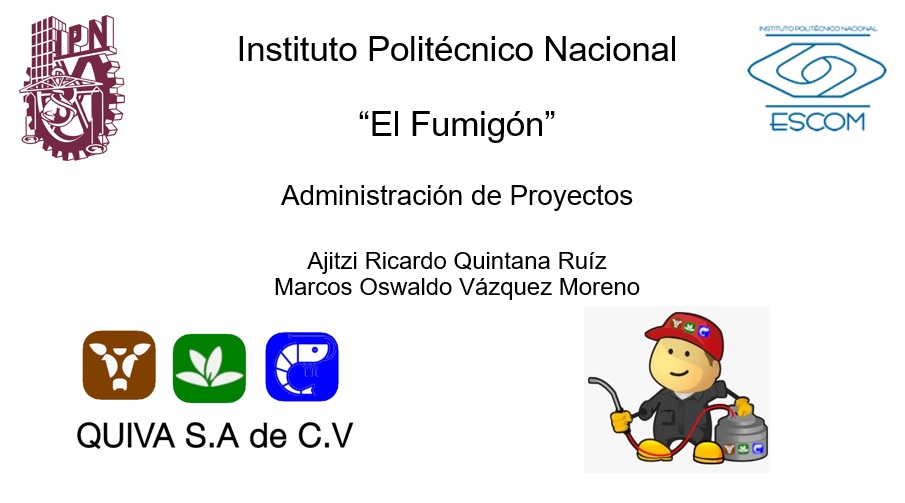 IPN
Instituto Politécnico Nacional
INSTITUTO POLITÉCNICO NACIONAL
ESCOM
“El Fumigón”
Administración de Proyectos
Ajitzi Ricardo Quintana Ruíz
Marcos Oswaldo Vázquez Moreno
QUIVA S.A de C.V